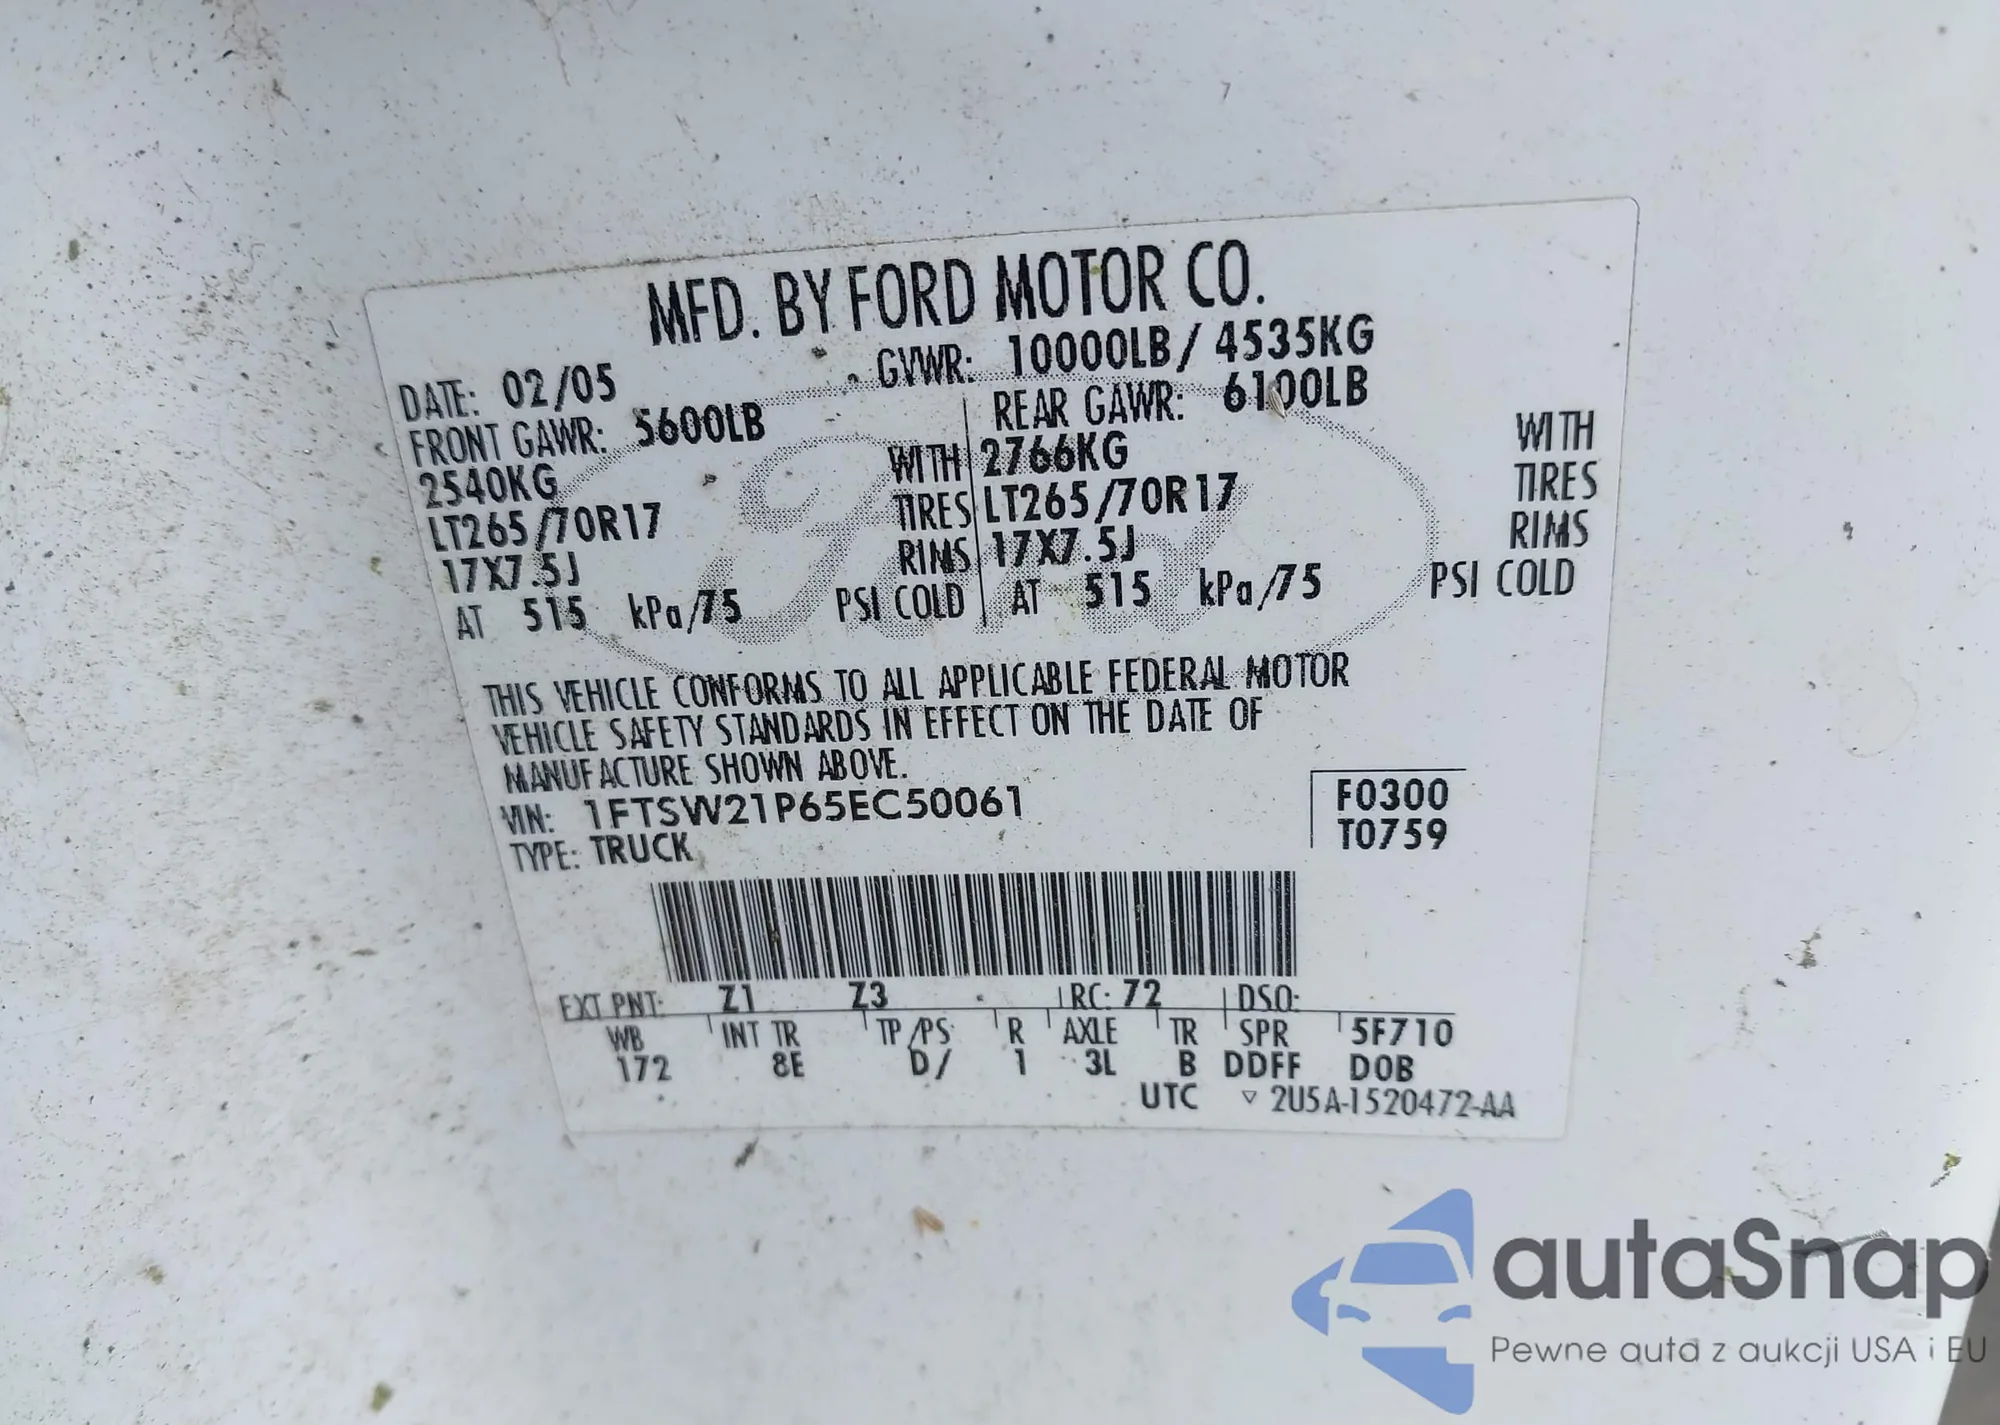 MFD. BY FORD MOTOR CO.
DATE: 02/05 GVWR: 10000LB/ 4535KG
FRONT GAWR: 5600LB REAR GAWR: 6100LB
2540KG WITH 2766KG WITH
LT265/70R17 TIRES LT265/70R17 TIRES
17X7.5J RIMS 17X7.5J RIMS
AT 515 kPa/75 PSI COLD AT 515 kPa/75 PSI COLD
THIS VEHICLE CONFORMS TO ALL APPLICABLE FEDERAL MOTOR
VEHICLE SAFETY STANDARDS IN EFFECT ON THE DATE OF
MANUFACTURE SHOWN ABOVE.
VIN: 1FTSW21P65EC50061 F0300
TYPE: TRUCK T0759
EXT PNT: Z1 Z3 RC: 72 DSO:
WB INT TR TP/PS R AXLE TR SPR 5F710
172 8E D/ 1 3L B DDFF D0B
UTC ▽ 2U5A-1520472-AA
Ford
autaSnap
Pewne auta z aukcji USA i EU